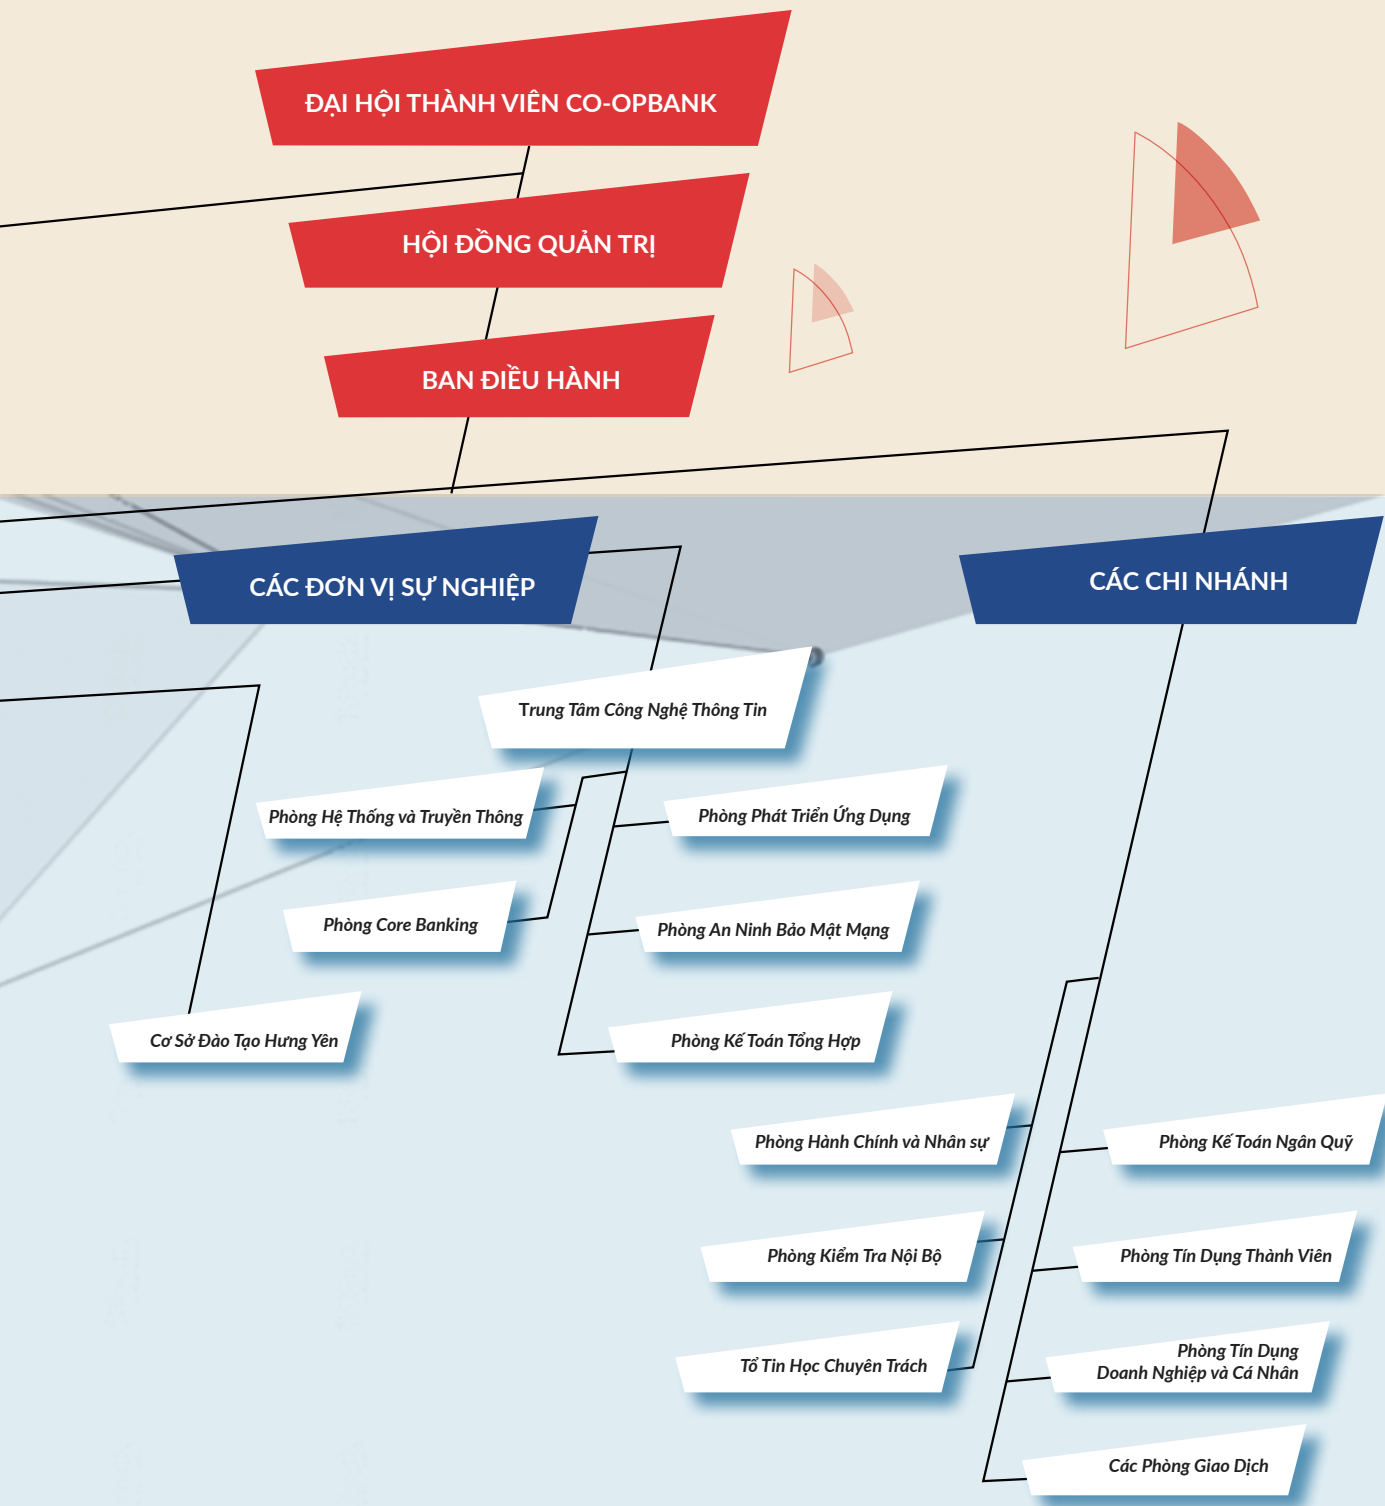 ĐẠI HỘI THÀNH VIÊN CO-OPBANK
HỘI ĐỒNG QUẢN TRỊ
BAN ĐIỀU HÀNH
CÁC ĐƠN VỊ SỰ NGHIỆP
CÁC CHI NHÁNH
Trung Tâm Công Nghệ Thông Tin
Phòng Hệ Thống và Truyền Thông
Phòng Phát Triển Ứng Dụng
Phòng Core Banking
Phòng An Ninh Bảo Mật Mạng
Cơ Sở Đào Tạo Hưng Yên
Phòng Kế Toán Tổng Hợp
Phòng Hành Chính và Nhân sự
Phòng Kế Toán Ngân Quỹ
Phòng Kiểm Tra Nội Bộ
Phòng Tín Dụng Thành Viên
Tổ Tin Học Chuyên Trách
Phòng Tín Dụng
Doanh Nghiệp và Cá Nhân
Các Phòng Giao Dịch